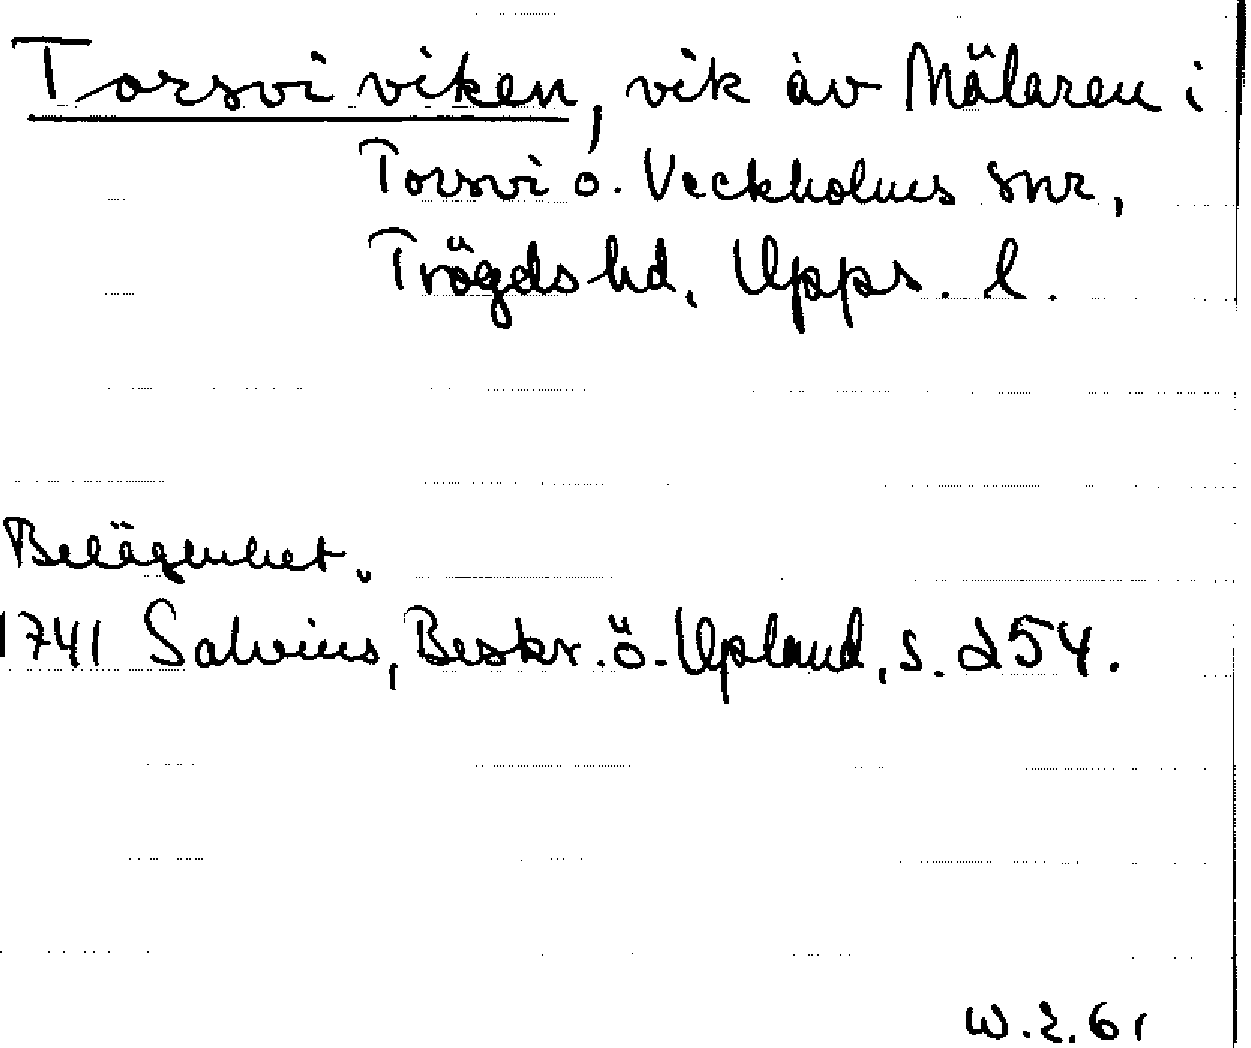 Torsviviken, vik av Mälaren i
Torsvi o. Veckholms snr,
Trögds hd, Upps. l.
Belägenhet.
1741 Salvius, Beskr. ö. Upland, s. 254.
W. 2. 61